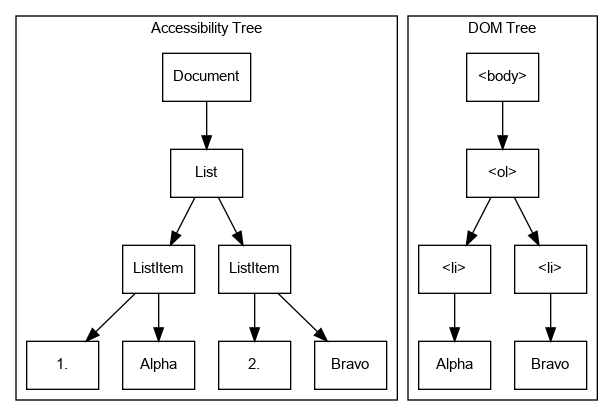 Accessibility Tree
Document
List
ListItem
ListItem
1.
Alpha
2.
Bravo
DOM Tree
<body>
<ol>
<li>
<li>
Alpha
Bravo